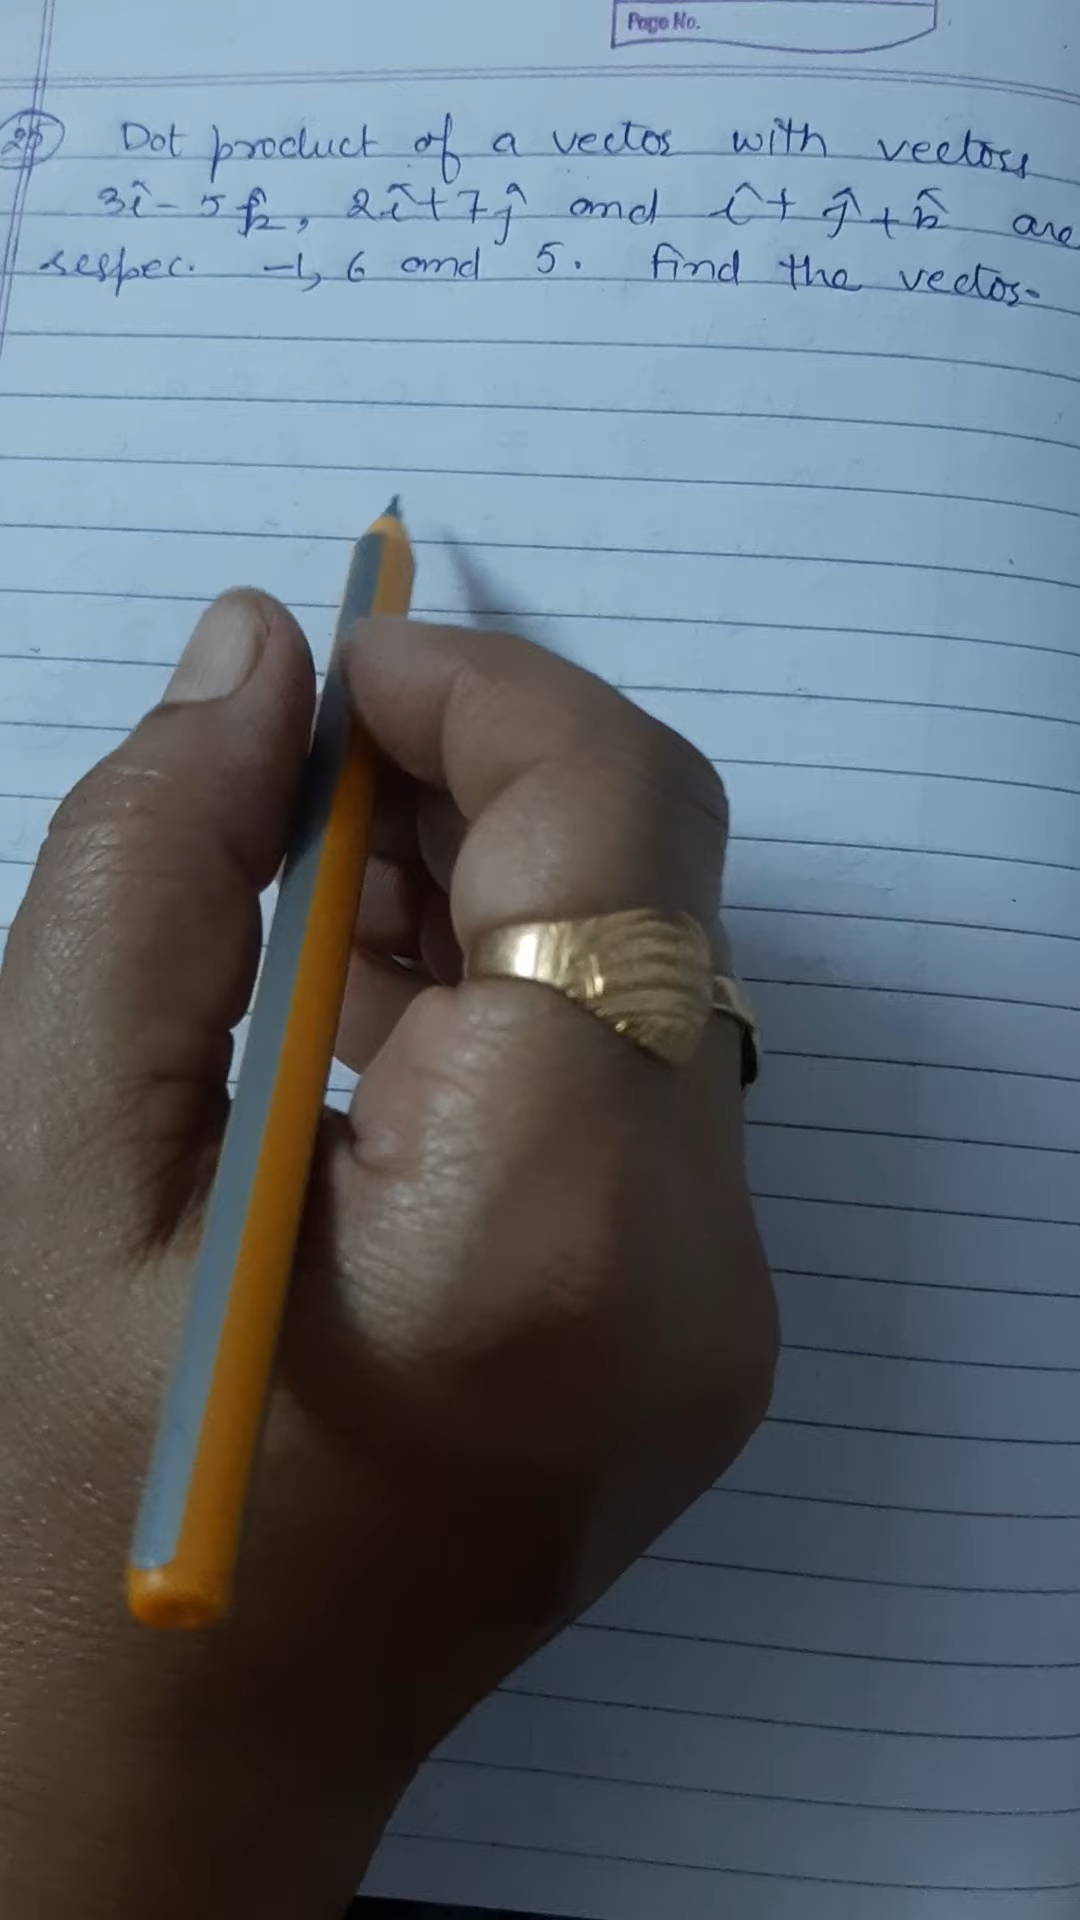 Page No.
25 Dot product of a vector with vectors
3î - 5k̂, 2î+7ĵ and î + ĵ + k̂ are
respec. -1, 6 and 5. find the vector.